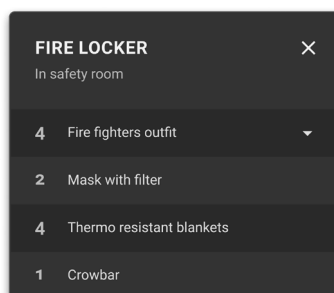 FIRE LOCKER
In safety room
4 Fire fighters outfit
2 Mask with filter
4 Thermo resistant blankets
1 Crowbar